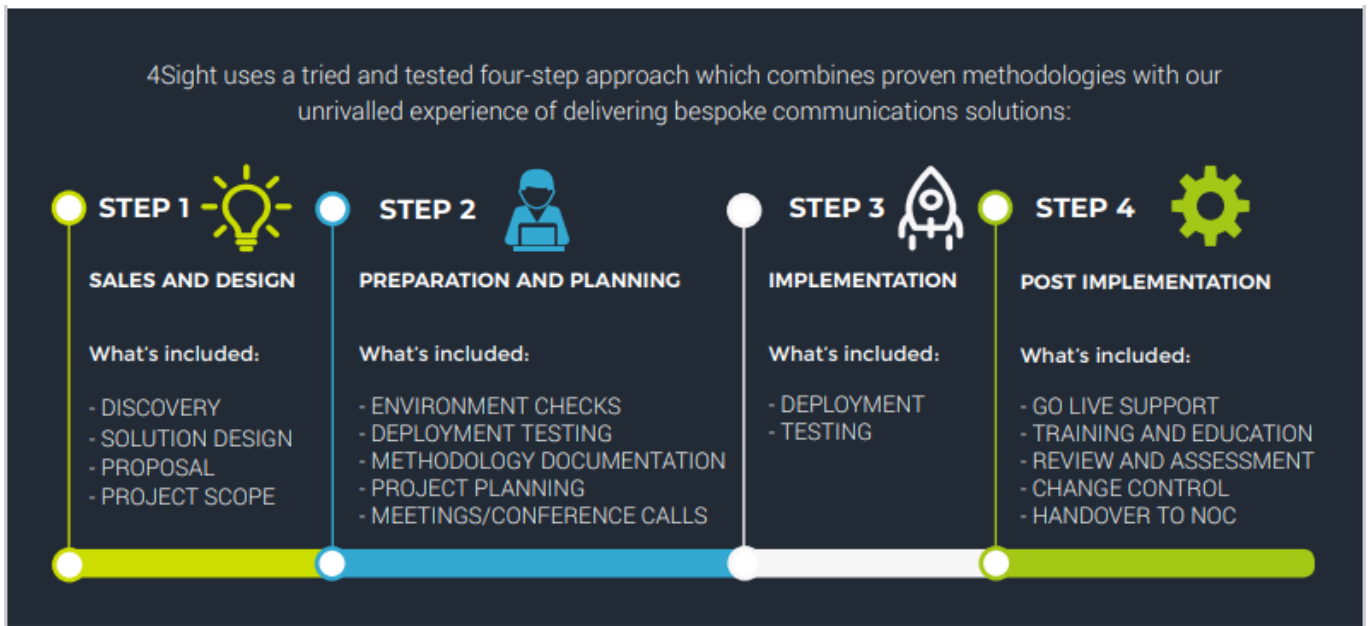 4Sight uses a tried and tested four-step approach which combines proven methodologies with our
unrivalled experience of delivering bespoke communications solutions:
STEP 1
SALES AND DESIGN
What's included:
- DISCOVERY
- SOLUTION DESIGN
- PROPOSAL
- PROJECT SCOPE
STEP 2
PREPARATION AND PLANNING
What's included:
- ENVIRONMENT CHECKS
- DEPLOYMENT TESTING
- METHODOLOGY DOCUMENTATION
- PROJECT PLANNING
- MEETINGS/CONFERENCE CALLS
STEP 3
IMPLEMENTATION
What's included:
- DEPLOYMENT
- TESTING
STEP 4
POST IMPLEMENTATION
What's included:
- GO LIVE SUPPORT
- TRAINING AND EDUCATION
- REVIEW AND ASSESSMENT
- CHANGE CONTROL
- HANDOVER TO NOC